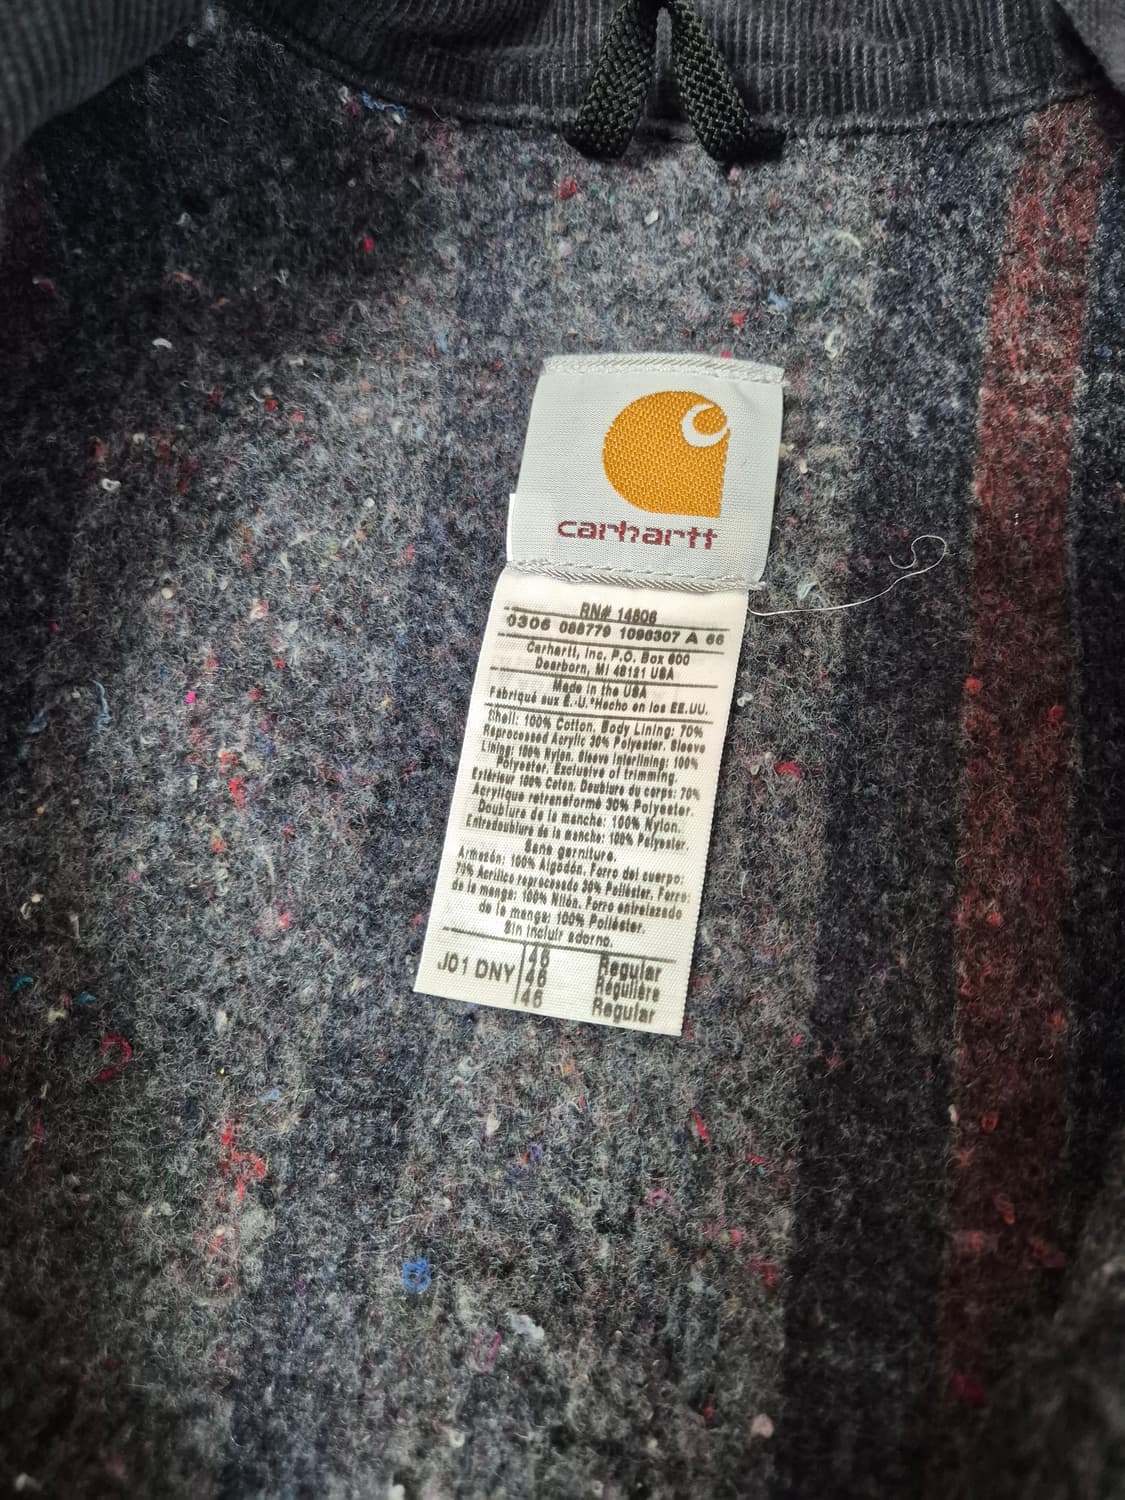 carhartt
RN# 14806
0306 088779 1096307 A 66
Carhartt, Inc. P.O. Box 600
Dearborn, MI 48121 USA
Made in the USA
Fabriqué aux É.-U.*Hecho en los EE.UU.
Shell: 100% Cotton. Body Lining: 70%
Reprocessed Acrylic 30% Polyester. Sleeve
Lining: 100% Nylon. Sleeve Interlining: 100%
Polyester. Exclusive of trimming.
Extérieur 100% Coton. Doublure du corps: 70%
Acrylique retransformé 30% Polyester.
Doublure de la manche: 100% Nylon.
Entredoublure de la manche: 100% Polyester.
Sans garniture.
Armazón: 100% Algodón. Forro del cuerpo:
70% Acrílico reprocesado 30% Poliéster. Forro
de la manga: 100% Nilón. Forro entrelazado
de la manga: 100% Poliéster.
Sin incluir adorno.
J01 DNY 46 Regular
46 Régulière
46 Regular